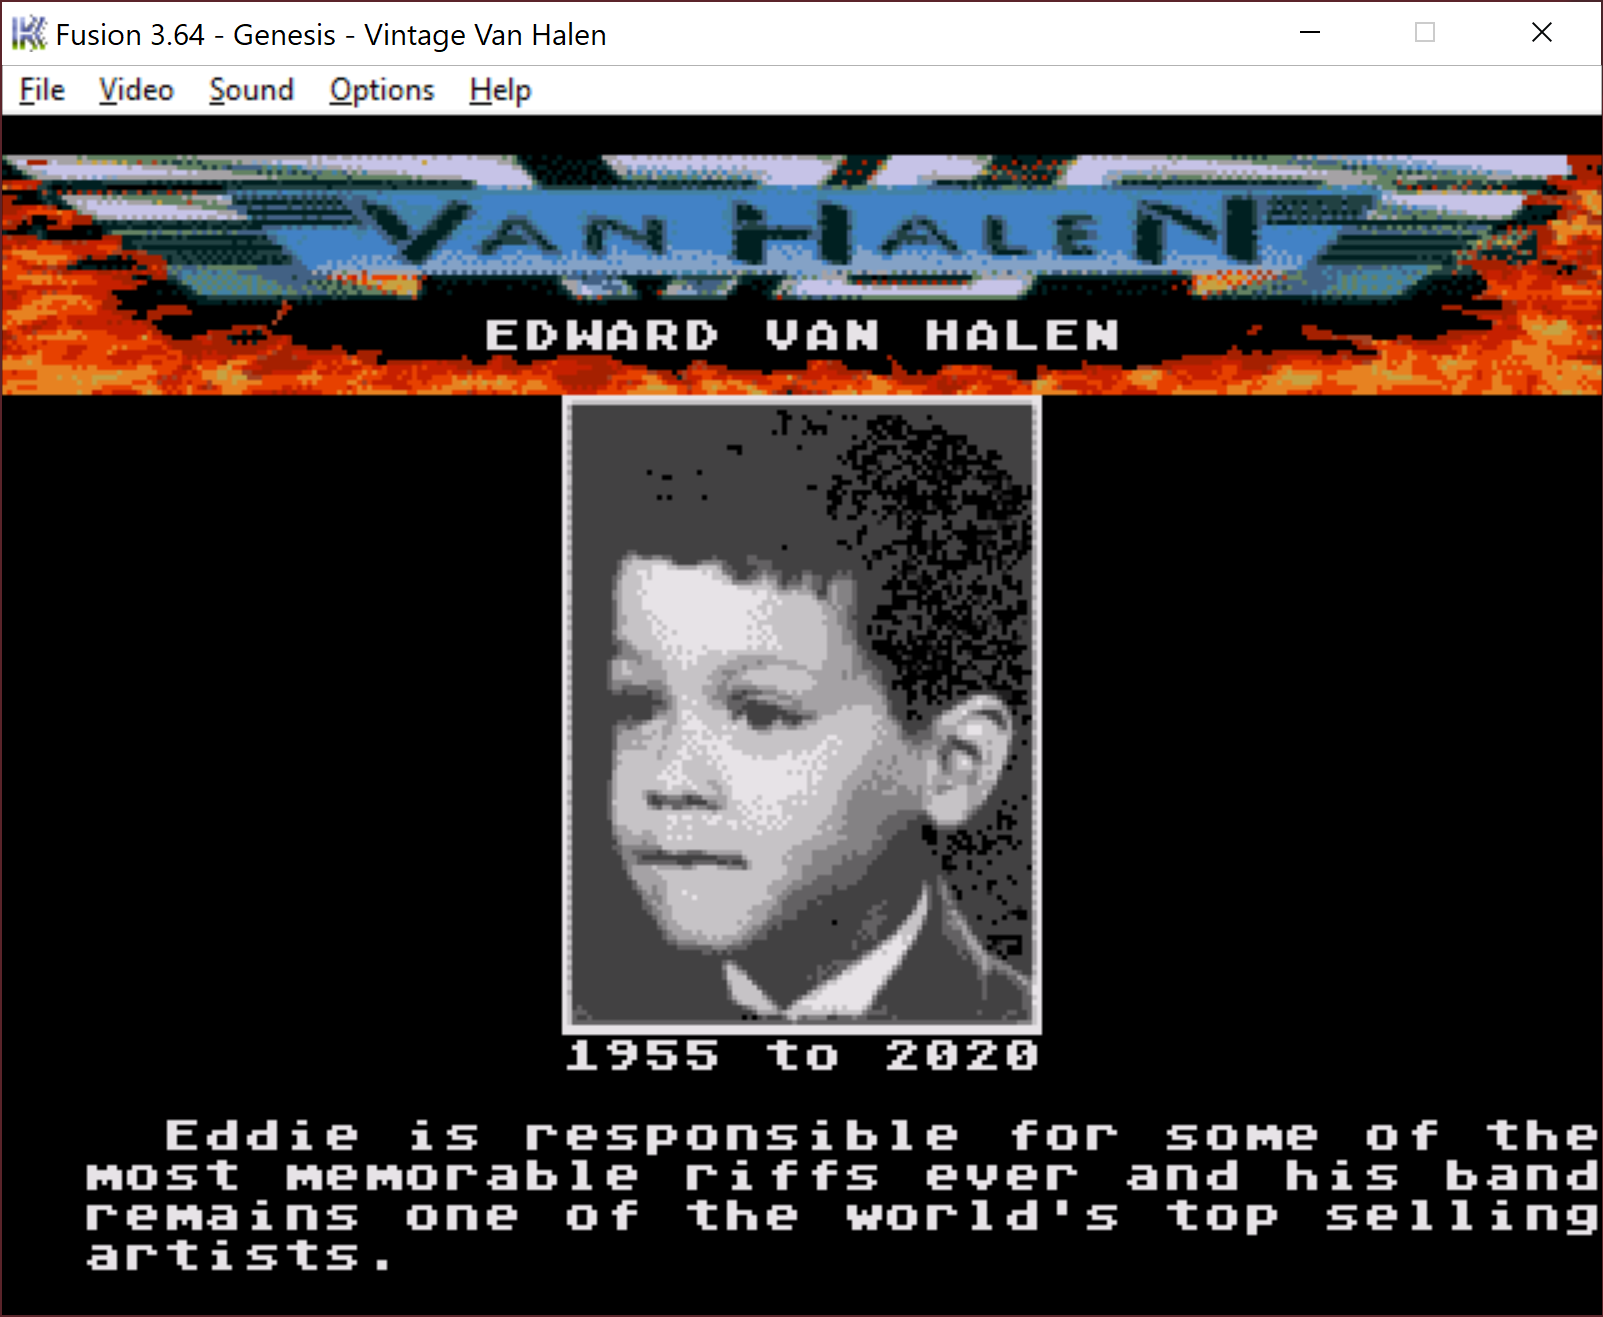 Fusion 3.64 - Genesis - Vintage Van Halen
File Video Sound Options Help
VAN HALEN
EDWARD VAN HALEN
1955 to 2020
Eddie is responsible for some of the
most memorable riffs ever and his band
remains one of the world's top selling
artists.